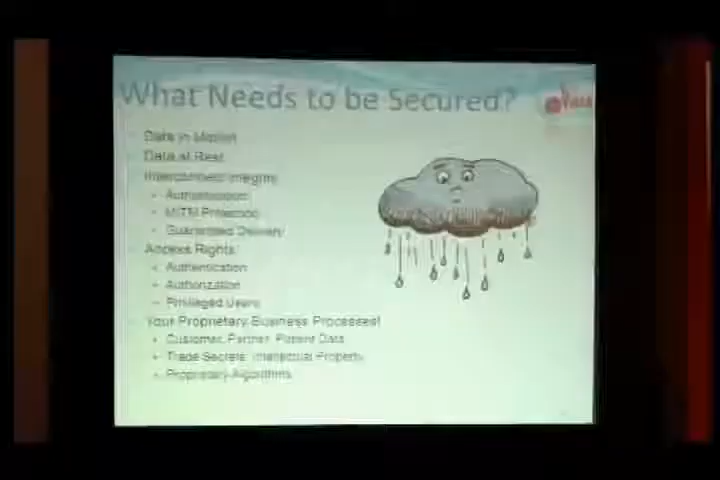 What Needs to be Secured?
Data in Motion
Data at Rest
Interconnect Integrity
Authentication
MITM Protection
Guaranteed Delivery
Access Rights
Authentication
Authorization
Privileged Users
Your Proprietary Business Processes!
Customer, Partner, Patient Data
Trade Secrets, Intellectual Property
Proprietary Algorithms